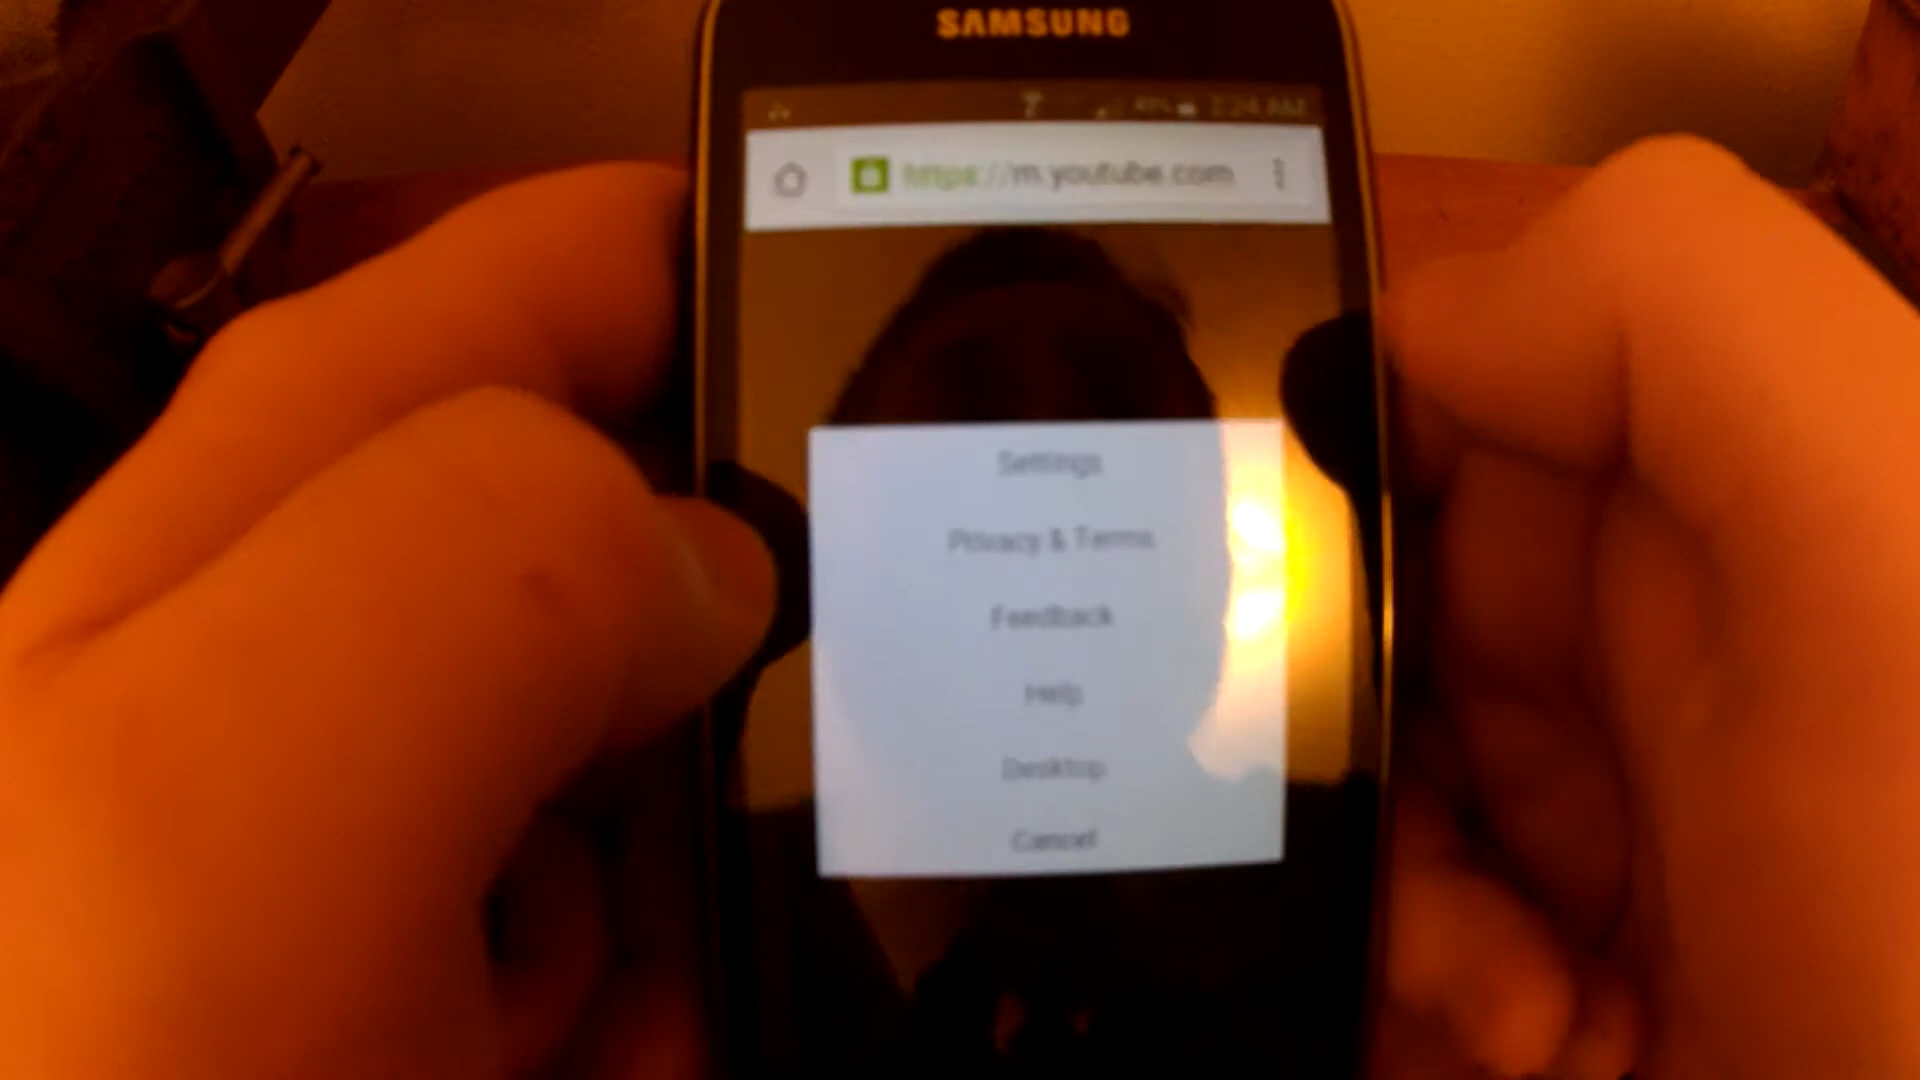 SAMSUNG
https://m.youtube.com
Settings
Privacy & Terms
Feedback
Help
Desktop
Cancel